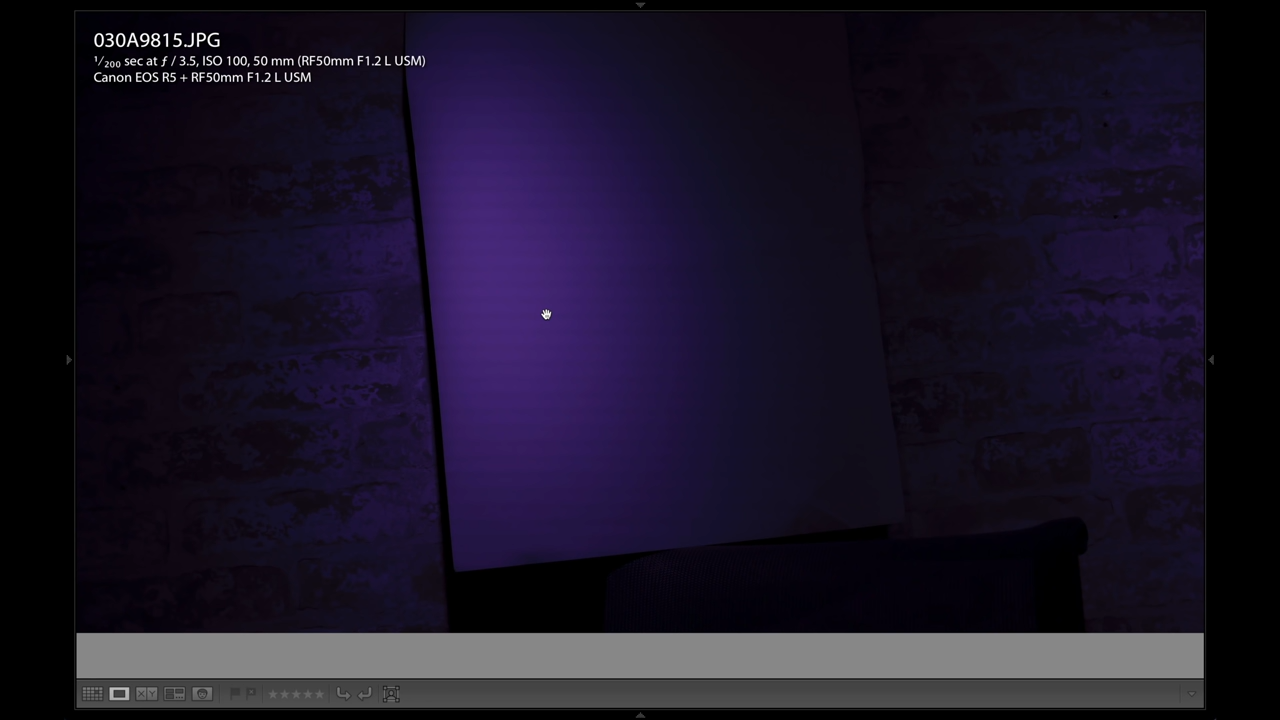 030A9815.JPG
1/200 sec at ƒ / 3.5, ISO 100, 50 mm (RF50mm F1.2 L USM)
Canon EOS R5 + RF50mm F1.2 L USM
X Y